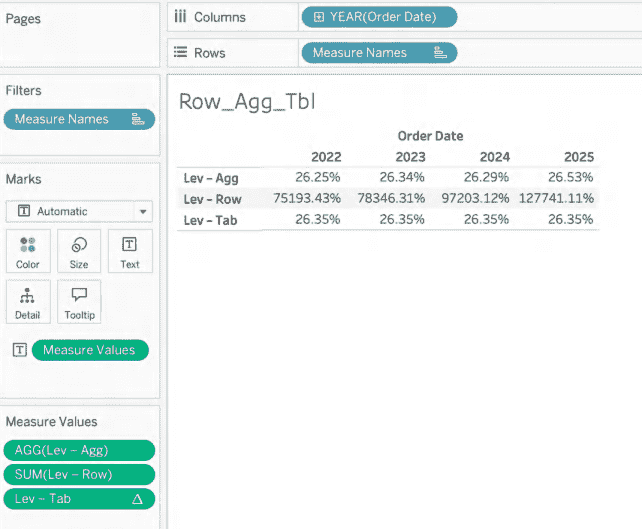 Pages
Columns
YEAR(Order Date)
Rows
Measure Names
Filters
Measure Names
Marks
Automatic
Color Size Text
Detail Tooltip
Measure Values
Measure Values
AGG(Lev – Agg)
SUM(Lev – Row)
Lev – Tab
Row_Agg_Tbl
Order Date
2022 2023 2024 2025
Lev – Agg 26.25% 26.34% 26.29% 26.53%
Lev – Row 75193.43% 78346.31% 97203.12% 127741.11%
Lev – Tab 26.35% 26.35% 26.35% 26.35%